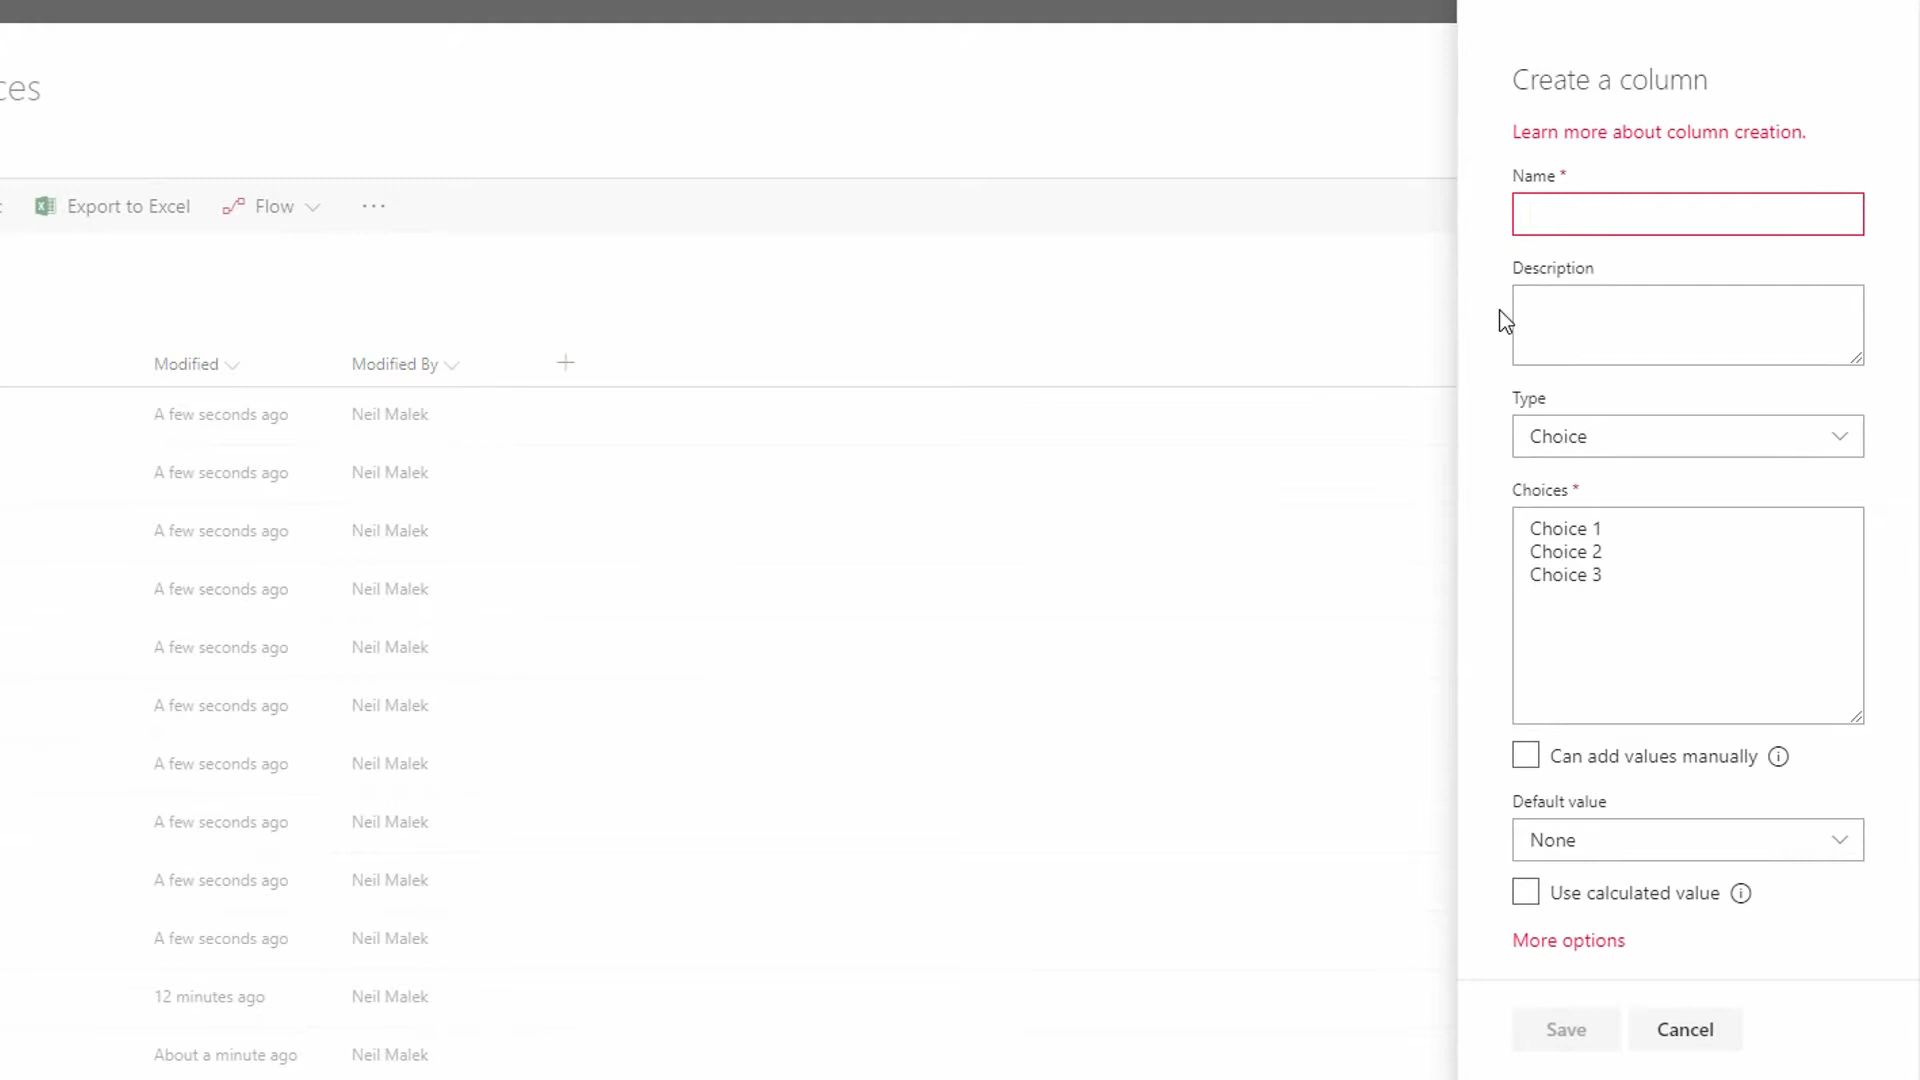 ces
Export to Excel
Flow
Modified
Modified By
A few seconds ago
Neil Malek
A few seconds ago
Neil Malek
A few seconds ago
Neil Malek
A few seconds ago
Neil Malek
A few seconds ago
Neil Malek
A few seconds ago
Neil Malek
A few seconds ago
Neil Malek
A few seconds ago
Neil Malek
A few seconds ago
Neil Malek
A few seconds ago
Neil Malek
12 minutes ago
Neil Malek
About a minute ago
Neil Malek
Create a column
Learn more about column creation.
Name *
Description
Type
Choice
Choices *
Choice 1
Choice 2
Choice 3
Can add values manually
Default value
None
Use calculated value
More options
Save
Cancel